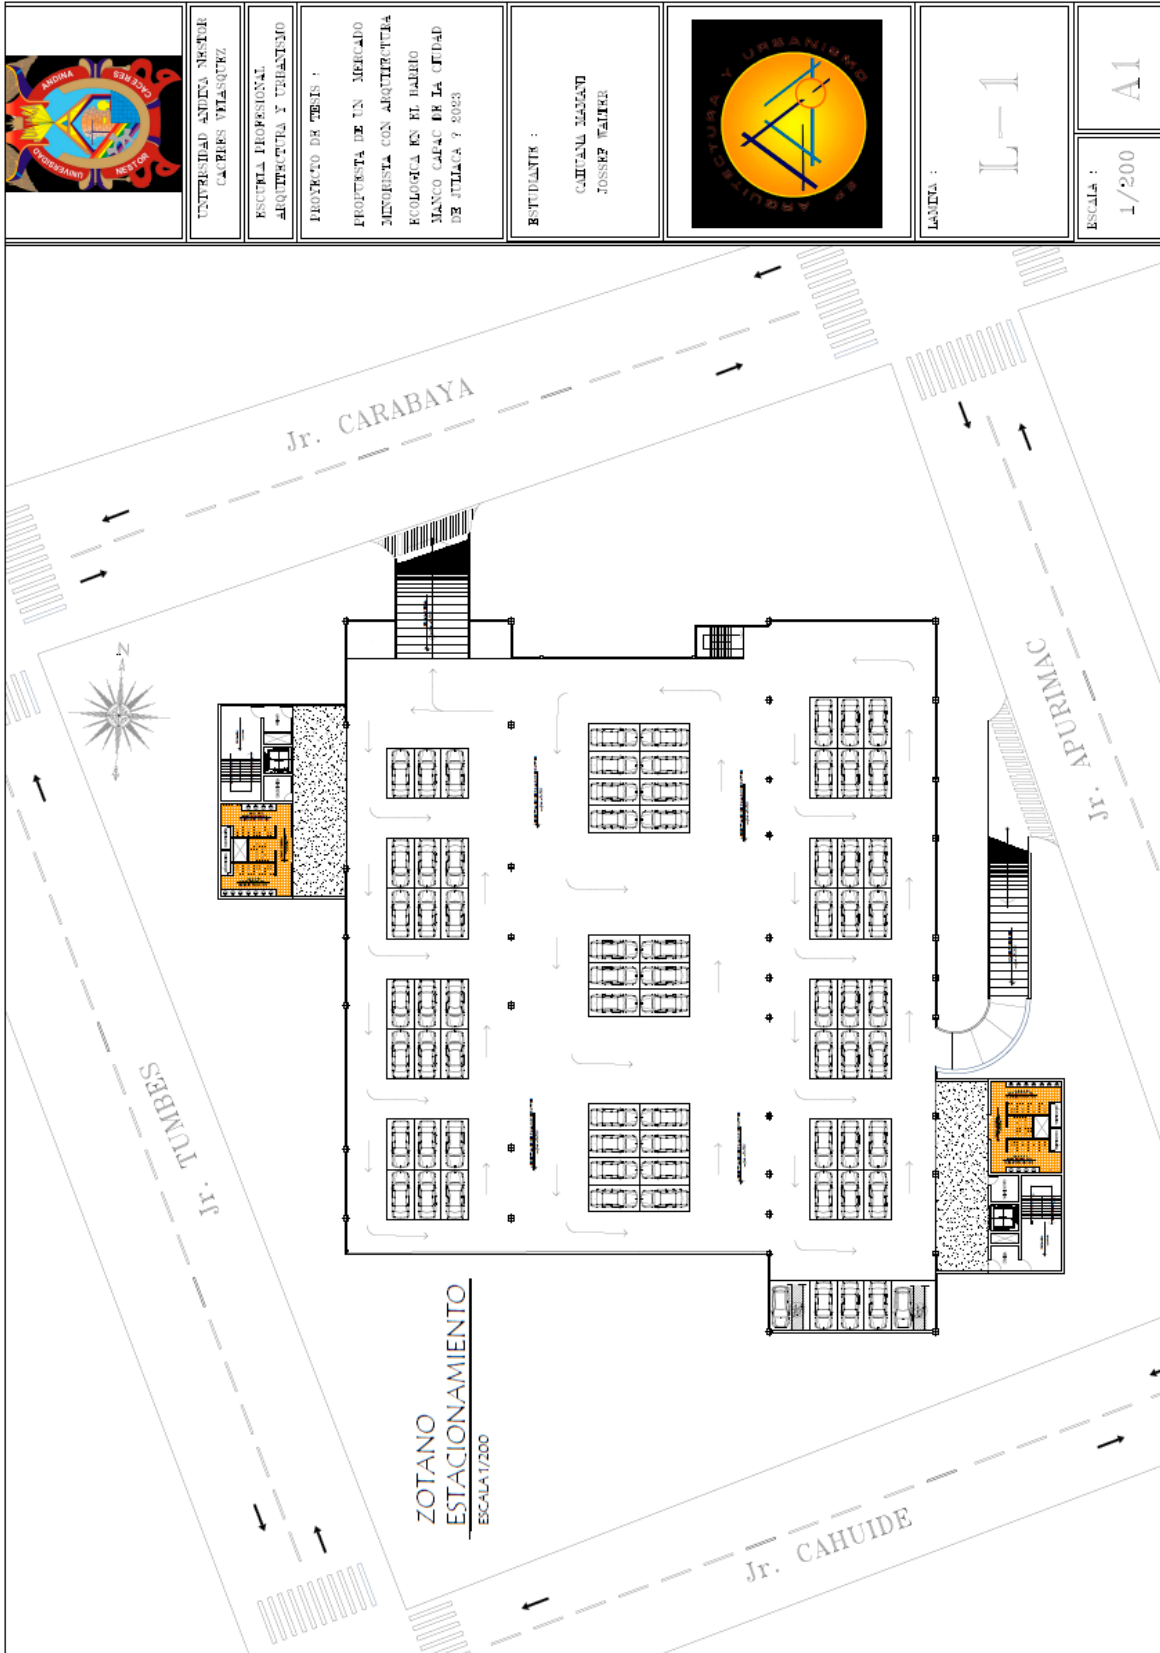 UNIVERSIDAD ANDINA NESTOR
CACERES VELASQUEZ
ESCUELA PROFESIONAL
ARQUITECTURA Y URBANISMO
PROYECTO DE TESIS :
PROPUESTA DE UN MERCADO
MINORISTA CON ARQUITECTURA
ECOLOGICA EN EL BARRIO
MANCO CAPAC DE LA CIUDAD
DE JULIACA ? 2023
ESTUDIANTE :
CAHUANA MAMANI
JOSSEF WALTER
ARQUITECTURA Y URBANISMO
LAMINA :
L-1
ESCALA :
1/200
A1
UNIVERSIDAD ANDINA
NESTOR CACERES
Jr. CARABAYA
Jr. APURIMAC
Jr. TUMBES
Jr. CAHUIDE
N
ZOTANO
ESTACIONAMIENTO
ESCALA 1/200